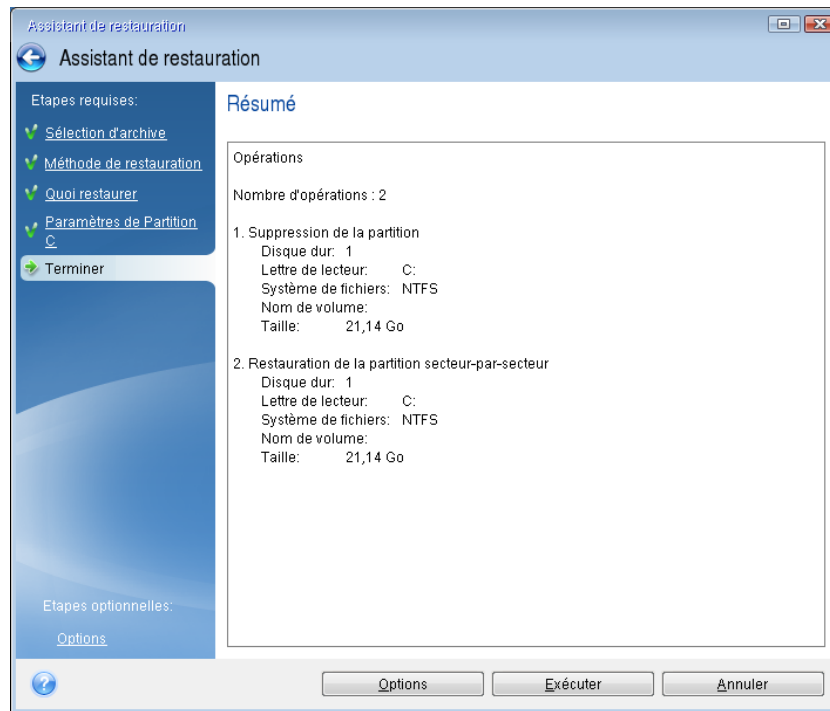 Assistant de restauration
Assistant de restauration
Etapes requises:
Sélection d'archive
Méthode de restauration
Quoi restaurer
Paramètres de Partition
C
Terminer
Etapes optionnelles:
Options
Résumé
Opérations
Nombre d'opérations : 2
1. Suppression de la partition
Disque dur: 1
Lettre de lecteur: C:
Système de fichiers: NTFS
Nom de volume:
Taille: 21,14 Go
2. Restauration de la partition secteur-par-secteur
Disque dur: 1
Lettre de lecteur: C:
Système de fichiers: NTFS
Nom de volume:
Taille: 21,14 Go
Options
Exécuter
Annuler